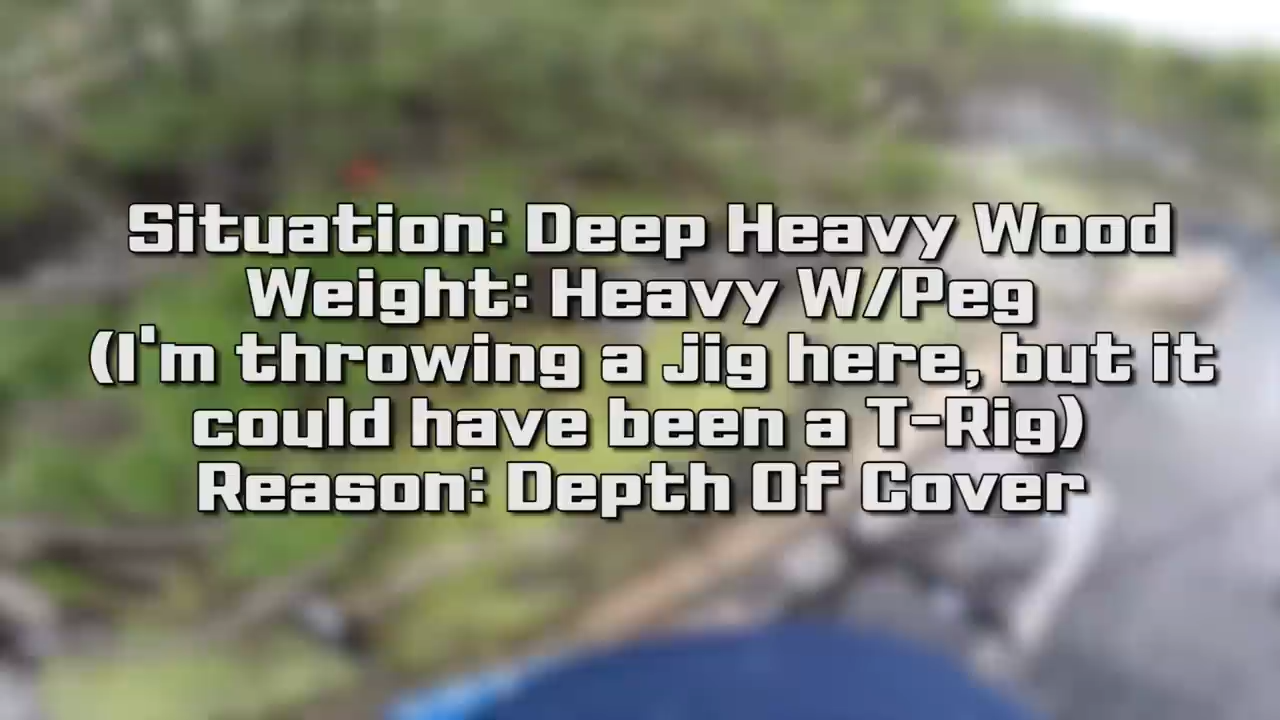 Situation: Deep Heavy Wood
Weight: Heavy W/Peg
(I'm throwing a jig here, but it
could have been a T-Rig)
Reason: Depth Of Cover